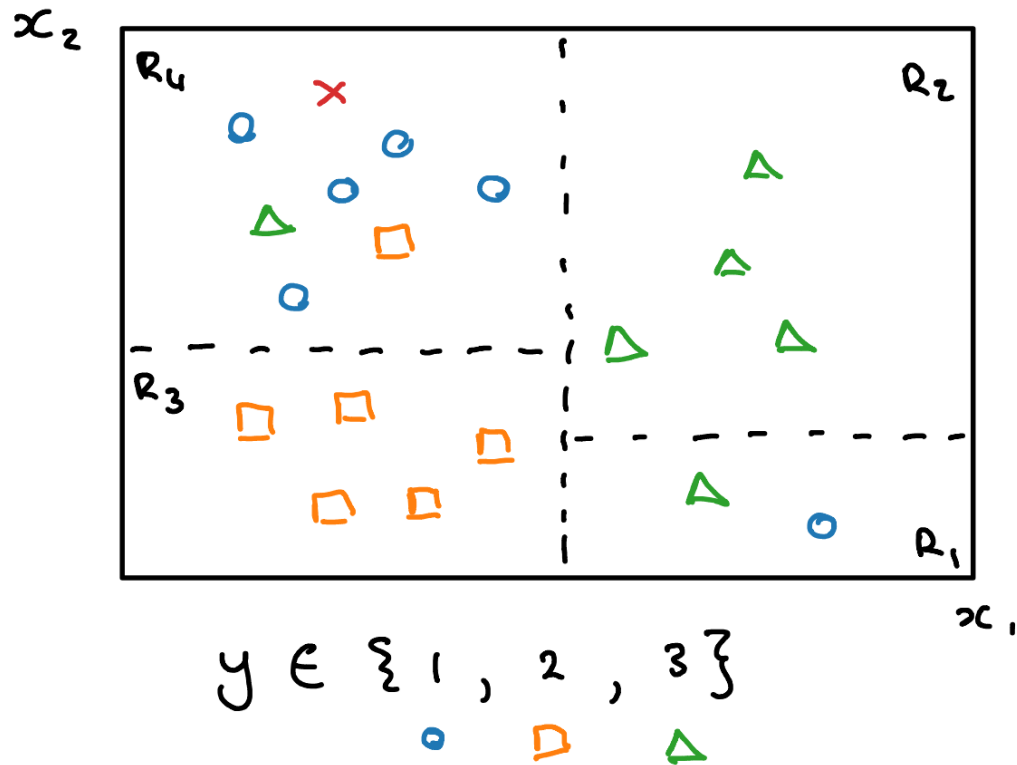 x₂
R₄
R₂
R₃
R₁
x₁
y ∈ {1, 2, 3}